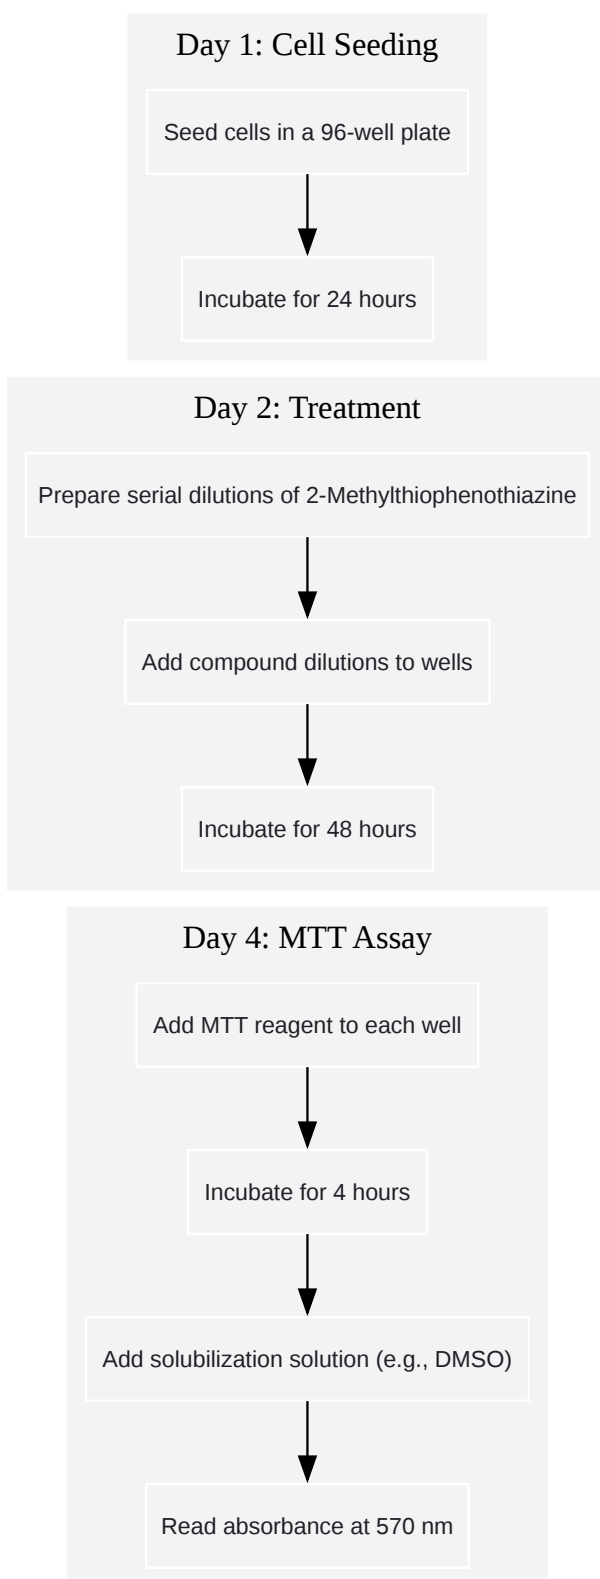 Day 1: Cell Seeding
Seed cells in a 96-well plate
Incubate for 24 hours
Day 2: Treatment
Prepare serial dilutions of 2-Methylthiophenothiazine
Add compound dilutions to wells
Incubate for 48 hours
Day 4: MTT Assay
Add MTT reagent to each well
Incubate for 4 hours
Add solubilization solution (e.g., DMSO)
Read absorbance at 570 nm